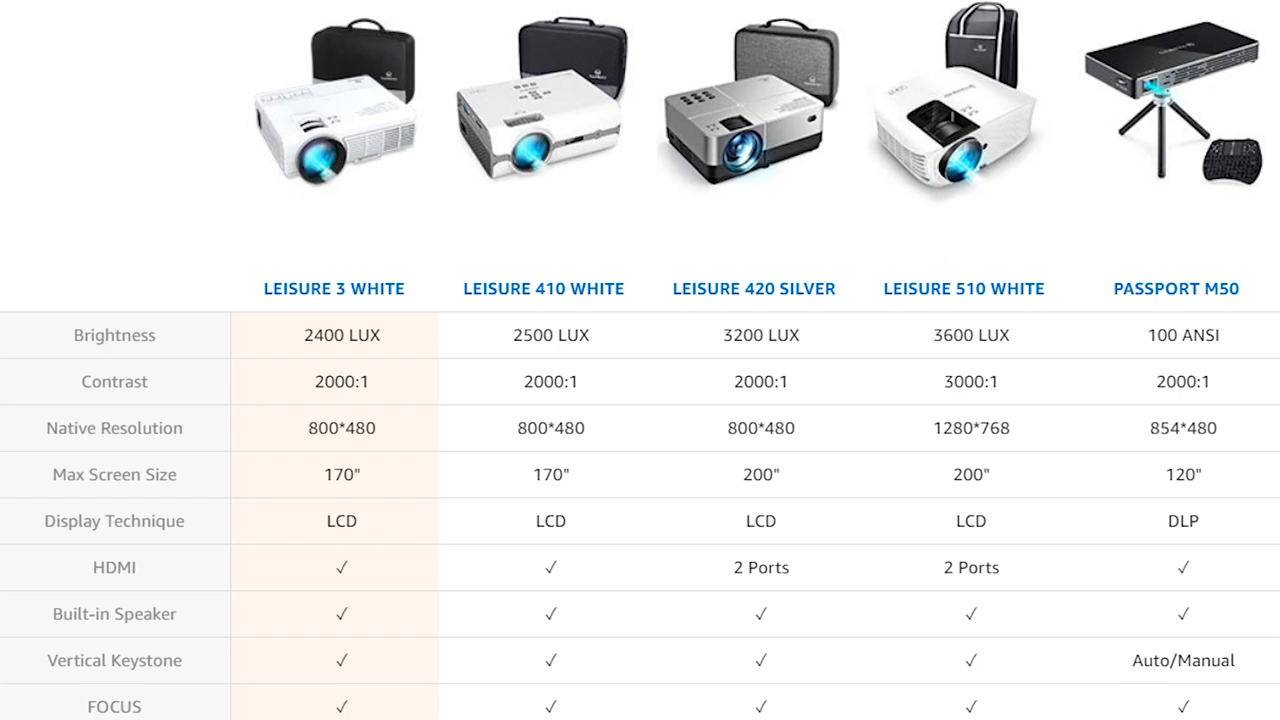 LEISURE 3 WHITE LEISURE 410 WHITE LEISURE 420 SILVER LEISURE 510 WHITE PASSPORT M50
Brightness 2400 LUX 2500 LUX 3200 LUX 3600 LUX 100 ANSI
Contrast 2000:1 2000:1 2000:1 3000:1 2000:1
Native Resolution 800*480 800*480 800*480 1280*768 854*480
Max Screen Size 170" 170" 200" 200" 120"
Display Technique LCD LCD LCD LCD DLP
HDMI ✓ ✓ 2 Ports 2 Ports ✓
Built-in Speaker ✓ ✓ ✓ ✓ ✓
Vertical Keystone ✓ ✓ ✓ ✓ Auto/Manual
FOCUS ✓ ✓ ✓ ✓ ✓